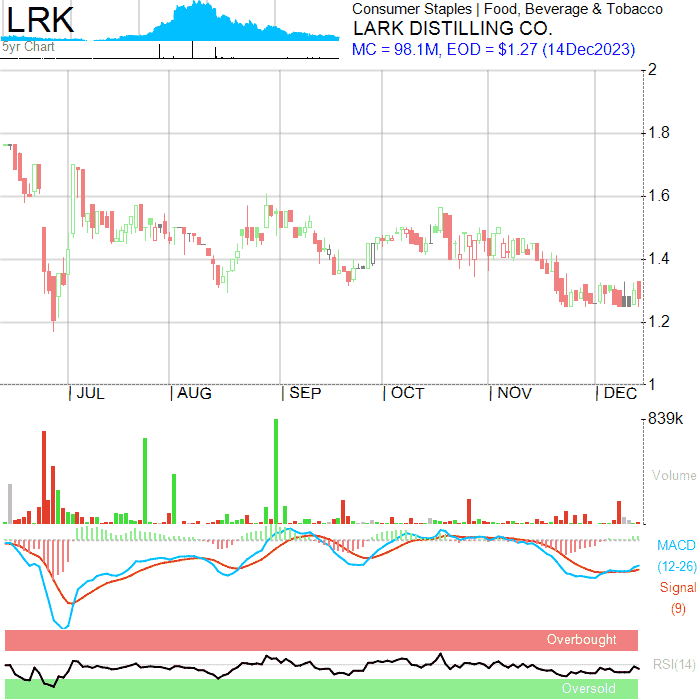 LRK
5yr Chart
Consumer Staples | Food, Beverage & Tobacco
LARK DISTILLING CO.
MC = 98.1M, EOD = $1.27 (14Dec2023)
2
1.8
1.6
1.4
1.2
1
JUL
AUG
SEP
OCT
NOV
DEC
839k
Volume
MACD
(12-26)
Signal
(9)
Overbought
RSI(14)
Oversold